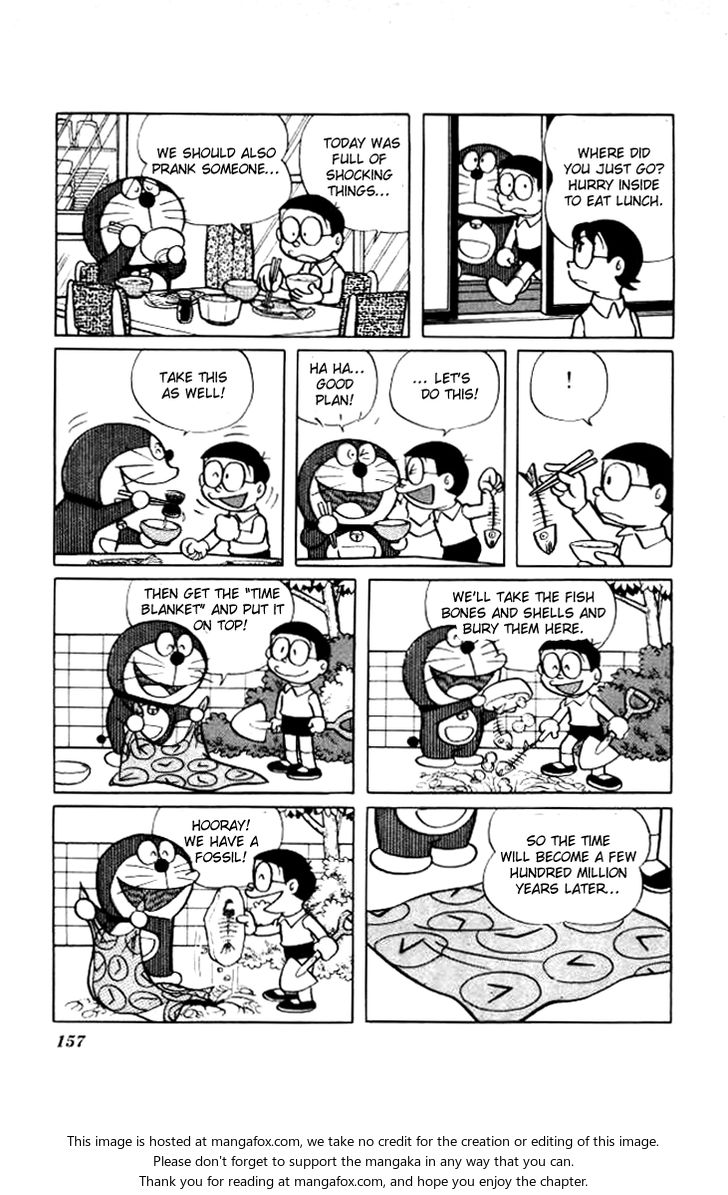 WHERE DID
YOU JUST GO?
HURRY INSIDE
TO EAT LUNCH.
TODAY WAS
FULL OF
SHOCKING
THINGS...
WE SHOULD ALSO
PRANK SOMEONE...
!
... LET'S
DO THIS!
HA HA...
GOOD
PLAN!
TAKE THIS
AS WELL!
WE'LL TAKE THE FISH
BONES AND SHELLS AND
BURY THEM HERE.
THEN GET THE "TIME
BLANKET" AND PUT IT
ON TOP!
SO THE TIME
WILL BECOME A FEW
HUNDRED MILLION
YEARS LATER...
HOORAY!
WE HAVE A
FOSSIL!
157
This image is hosted at mangafox.com, we take no credit for the creation or editing of this image.
Please don't forget to support the mangaka in any way that you can.
Thank you for reading at mangafox.com, and hope you enjoy the chapter.